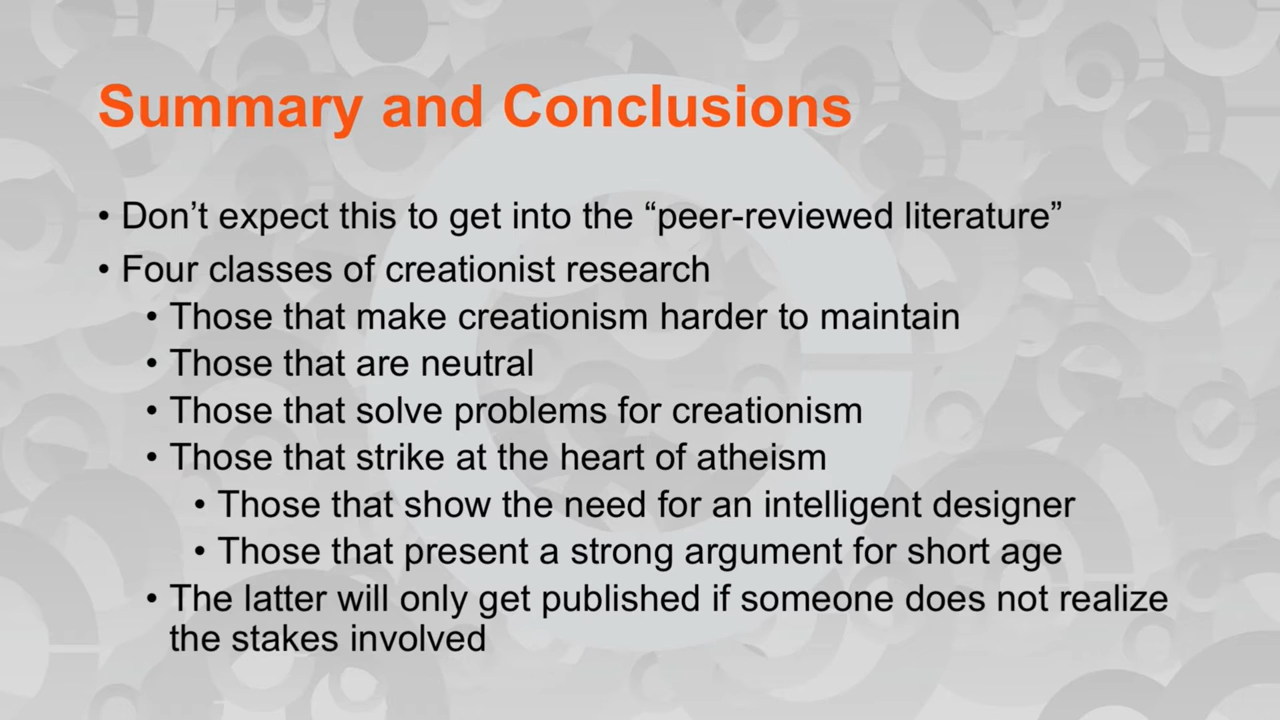 Summary and Conclusions
• Don’t expect this to get into the “peer-reviewed literature”
• Four classes of creationist research
• Those that make creationism harder to maintain
• Those that are neutral
• Those that solve problems for creationism
• Those that strike at the heart of atheism
• Those that show the need for an intelligent designer
• Those that present a strong argument for short age
• The latter will only get published if someone does not realize
the stakes involved